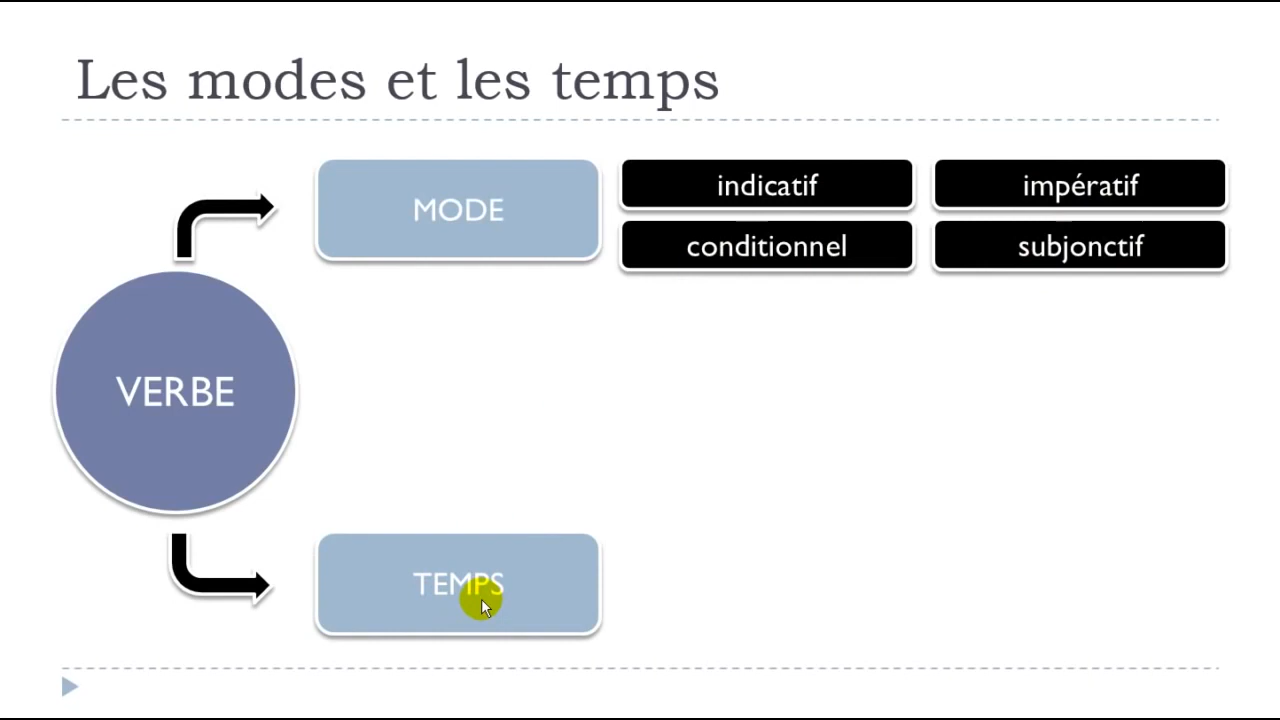 Les modes et les temps
MODE
indicatif
impératif
conditionnel
subjonctif
VERBE
TEMPS